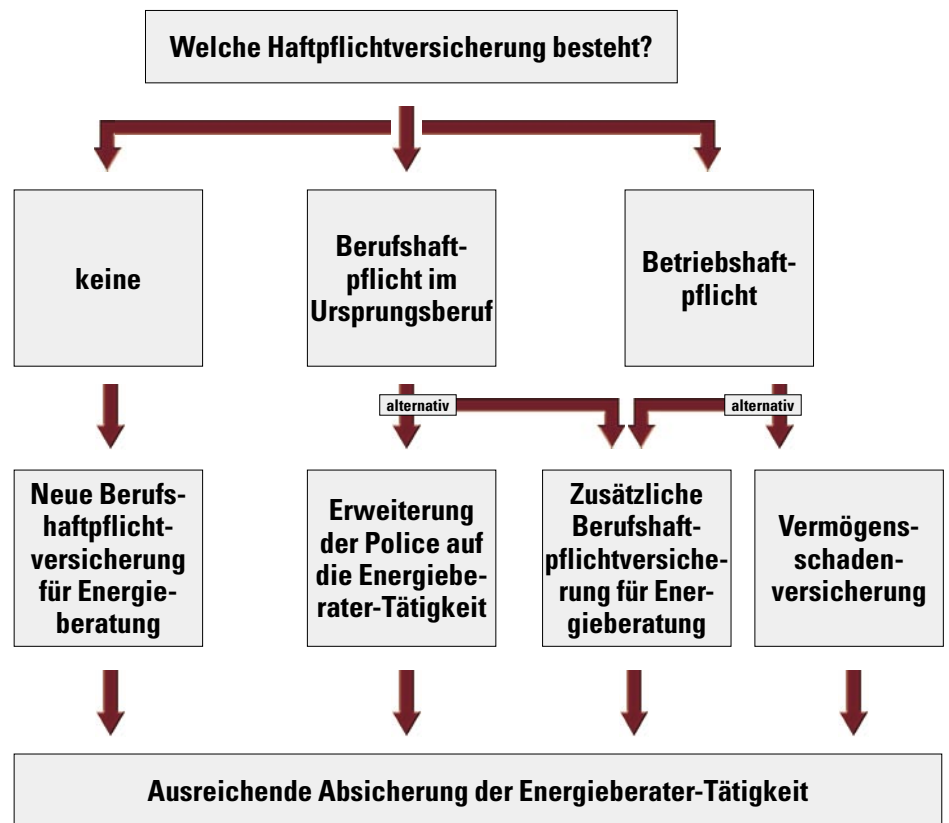 Welche Haftpflichtversicherung besteht?
keine
Berufshaft-
pflicht im
Ursprungsberuf
Betriebshaft-
pflicht
alternativ
alternativ
Neue Berufs-
haftpflicht-
versicherung
für Energie-
beratung
Erweiterung
der Police auf
die Energiebe-
rater-Tätigkeit
Zusätzliche
Berufshaft-
pflichtversiche-
rung für Ener-
gieberatung
Vermögens-
schaden-
versicherung
Ausreichende Absicherung der Energieberater-Tätigkeit